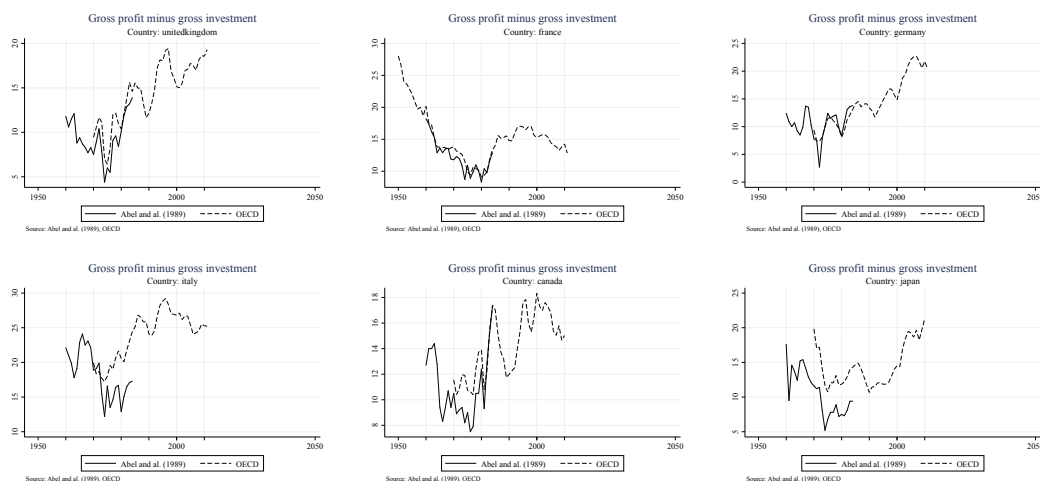 Gross profit minus gross investment
Country: unitedkingdom
20
15
10
5
1950 2000 2050
Abel and al. (1989) OECD
Source: Abel and al. (1989), OECD
Gross profit minus gross investment
Country: france
30
25
20
15
10
1950 2000 2050
Abel and al. (1989) OECD
Source: Abel and al. (1989), OECD
Gross profit minus gross investment
Country: germany
25
20
15
10
5
0
1950 2000 205
Abel and al. (1989) OECD
Source: Abel and al. (1989), OECD
Gross profit minus gross investment
Country: italy
30
25
20
15
10
1950 2000 2050
Abel and al. (1989) OECD
Source: Abel and al. (1989), OECD
Gross profit minus gross investment
Country: canada
18
16
14
12
10
8
1950 2000 2050
Abel and al. (1989) OECD
Source: Abel and al. (1989), OECD
Gross profit minus gross investment
Country: japan
25
20
15
10
5
1950 2000 205
Abel and al. (1989) OECD
Source: Abel and al. (1989), OECD